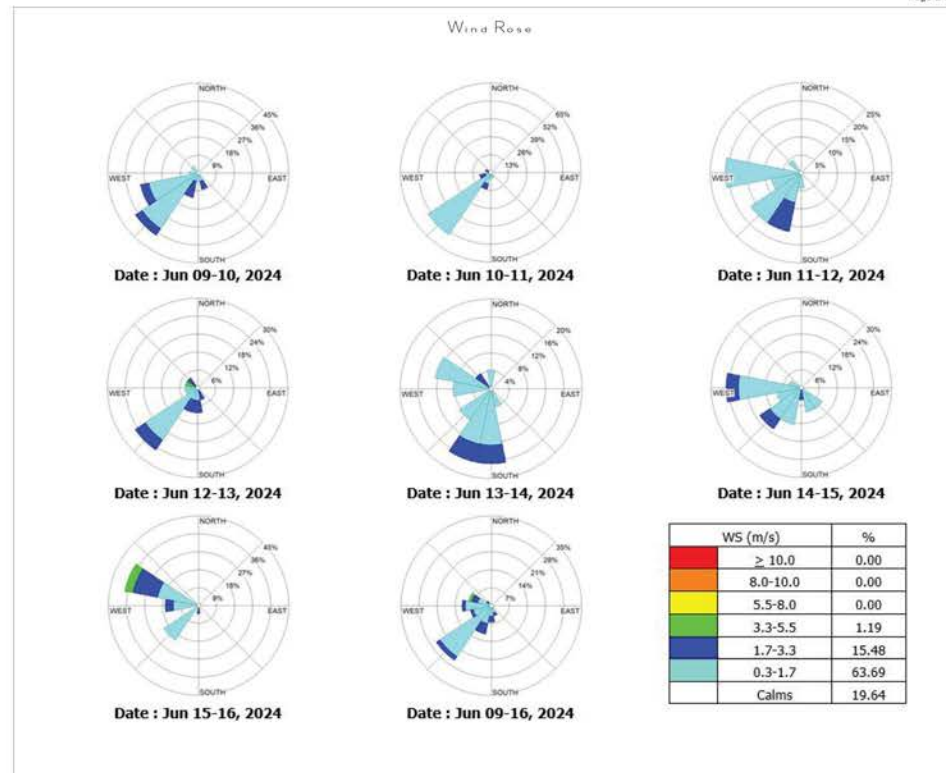 Wind Rose
NORTH
45%
36%
27%
18%
9%
WEST
EAST
SOUTH
Date : Jun 09-10, 2024
NORTH
65%
52%
39%
26%
13%
WEST
EAST
SOUTH
Date : Jun 10-11, 2024
NORTH
25%
20%
15%
10%
5%
WEST
EAST
SOUTH
Date : Jun 11-12, 2024
NORTH
30%
24%
18%
12%
6%
WEST
EAST
SOUTH
Date : Jun 12-13, 2024
NORTH
20%
16%
12%
8%
4%
WEST
EAST
SOUTH
Date : Jun 13-14, 2024
NORTH
30%
24%
18%
12%
6%
WEST
EAST
SOUTH
Date : Jun 14-15, 2024
NORTH
45%
36%
27%
18%
9%
WEST
EAST
SOUTH
Date : Jun 15-16, 2024
NORTH
35%
28%
21%
14%
7%
WEST
EAST
SOUTH
Date : Jun 09-16, 2024
WS (m/s) %
≥ 10.0 0.00
8.0-10.0 0.00
5.5-8.0 0.00
3.3-5.5 1.19
1.7-3.3 15.48
0.3-1.7 63.69
Calms 19.64